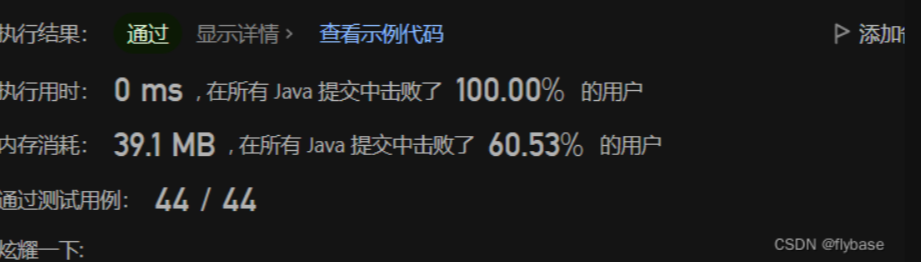 执行结果： 通过 显示详情 > 查看示例代码 添加
执行用时： 0 ms , 在所有 Java 提交中击败了 100.00% 的用户
内存消耗： 39.1 MB , 在所有 Java 提交中击败了 60.53% 的用户
通过测试用例： 44 / 44
炫耀一下:
CSDN @flybase